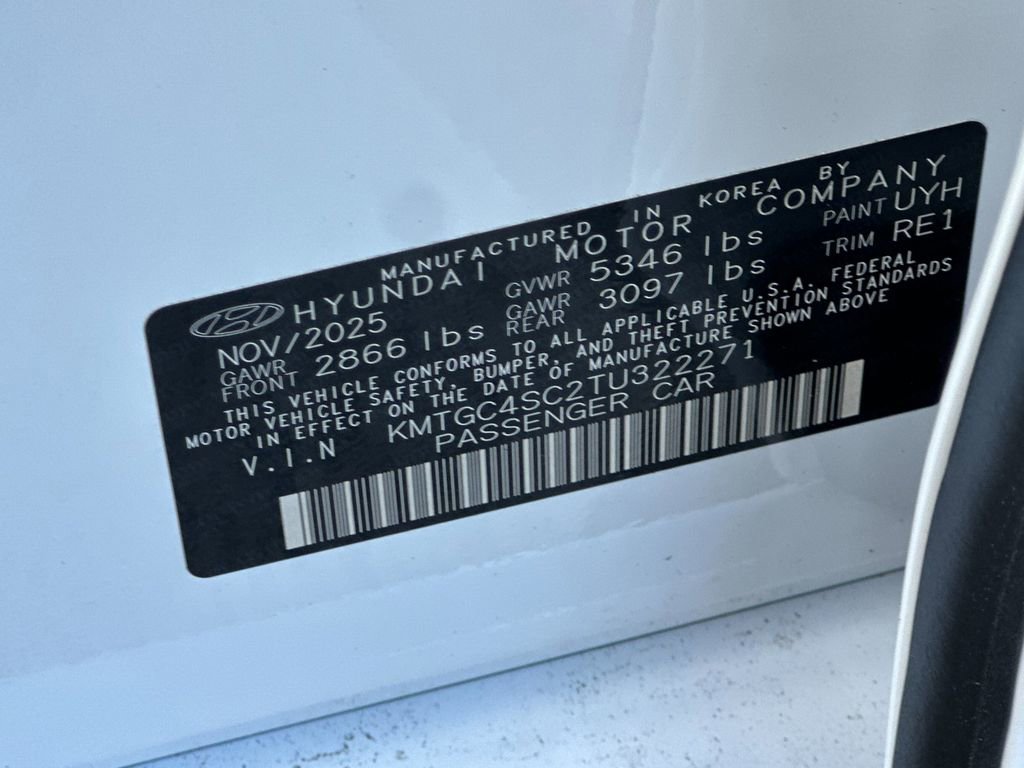 MANUFACTURED IN KOREA BY
HYUNDAI MOTOR COMPANY
NOV/2025 GVWR 5346 lbs PAINT UYH
GAWR FRONT 2866 lbs GAWR REAR 3097 lbs TRIM RE1
THIS VEHICLE CONFORMS TO ALL APPLICABLE U.S.A. FEDERAL
MOTOR VEHICLE SAFETY, BUMPER, AND THEFT PREVENTION STANDARDS
IN EFFECT ON THE DATE OF MANUFACTURE SHOWN ABOVE
V.I.N KMTGC4SC2TU322271
PASSENGER CAR